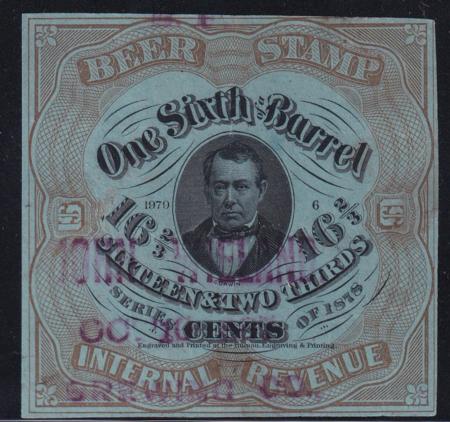 BEER STAMP
One Sixth Barrel
1979 6
16 2/3 16 2/3
SIXTEEN & TWO THIRDS
SERIES OF 1878
CENTS
Engraved and Printed at the Bureau, Engraving & Printing.
INTERNAL REVENUE